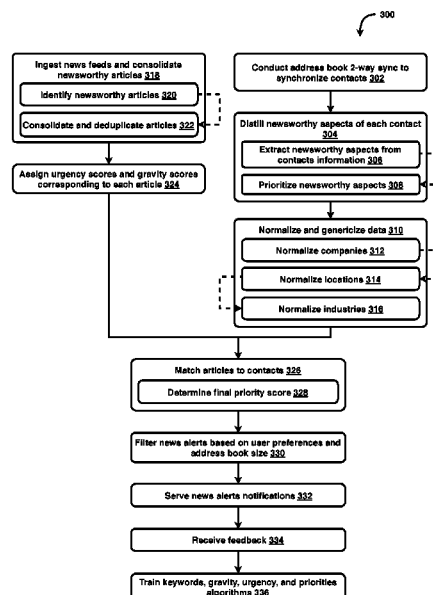 300
Ingest news feeds and consolidate
newsworthy articles 318
Identify newsworthy articles 320
Consolidate and deduplicate articles 322
Assign urgency scores and gravity scores
corresponding to each article 324
Conduct address book 2-way sync to
synchronize contacts 302
Distill newsworthy aspects of each contact
304
Extract newsworthy aspects from
contacts information 306
Prioritize newsworthy aspects 308
Normalize and genericize data 310
Normalize companies 312
Normalize locations 314
Normalize industries 316
Match articles to contacts 326
Determine final priority score 328
Filter news alerts based on user preferences and
address book size 330
Serve news alerts notifications 332
Receive feedback 334
Train keywords, gravity, urgency, and priorities
algorithms 336